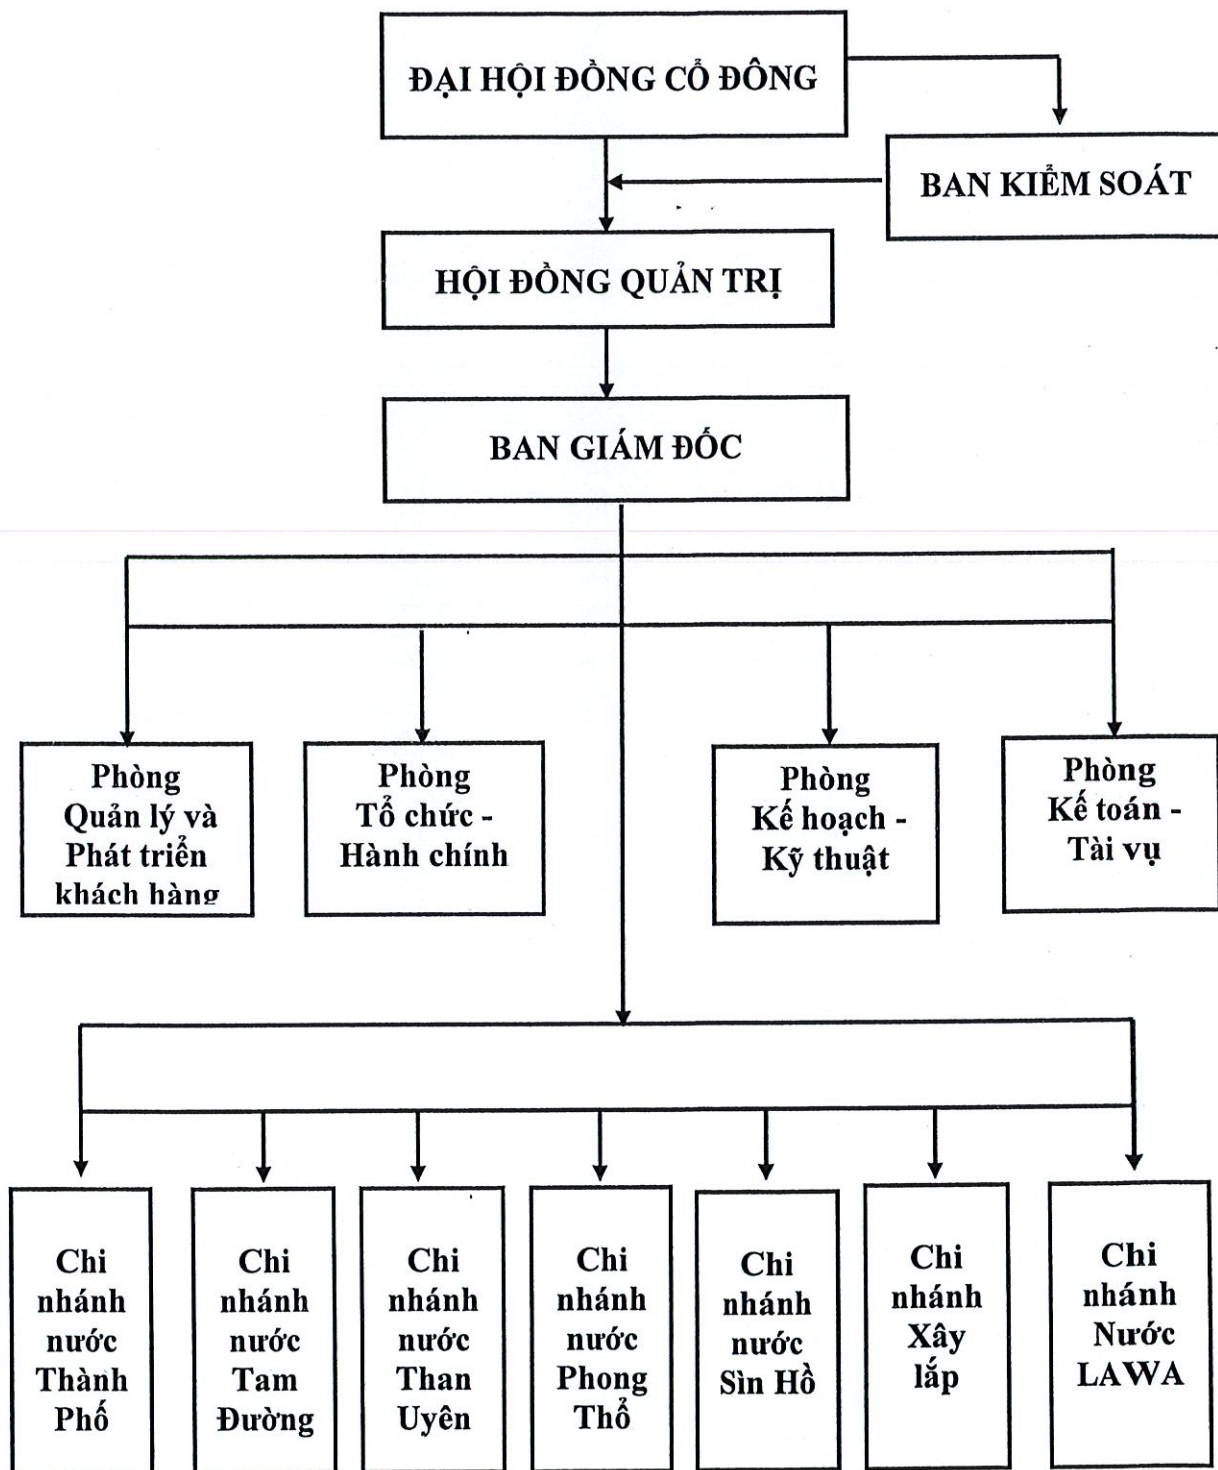 ĐẠI HỘI ĐỒNG CỔ ĐÔNG
BAN KIỂM SOÁT
HỘI ĐỒNG QUẢN TRỊ
BAN GIÁM ĐỐC
Phòng
Quản lý và
Phát triển
khách hàng
Phòng
Tổ chức -
Hành chính
Phòng
Kế hoạch -
Kỹ thuật
Phòng
Kế toán -
Tài vụ
Chi
nhánh
nước
Thành
Phố
Chi
nhánh
nước
Tam
Đường
Chi
nhánh
nước
Than
Uyên
Chi
nhánh
nước
Phong
Thổ
Chi
nhánh
nước
Sìn Hồ
Chi
nhánh
Xây
lắp
Chi
nhánh
Nước
LAWA